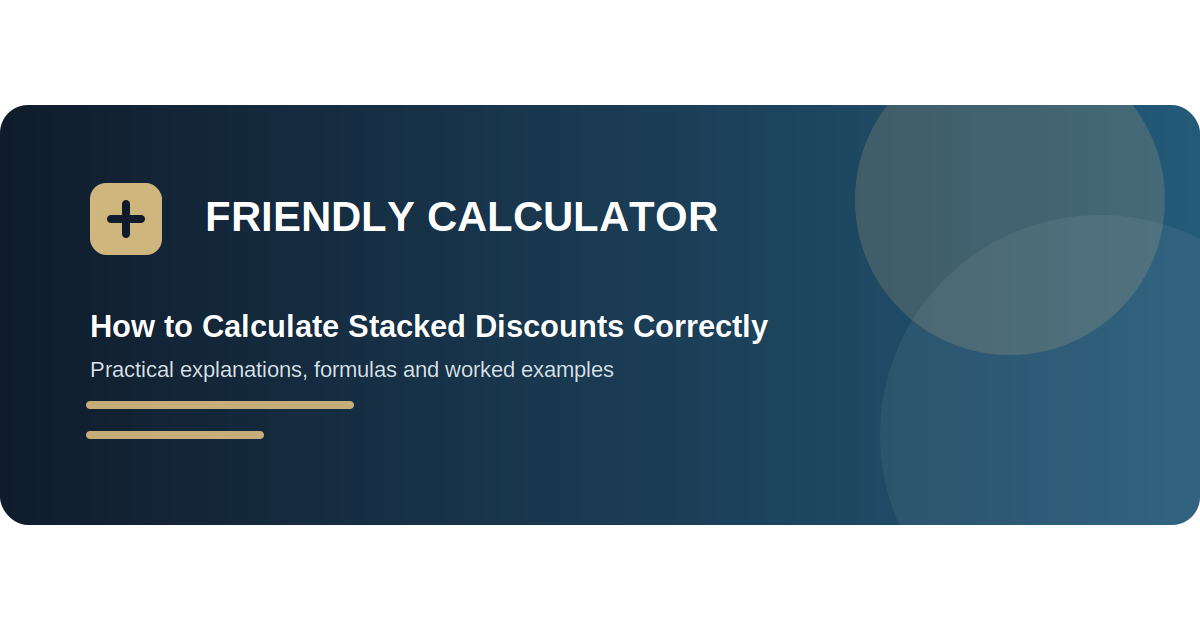 FRIENDLY CALCULATOR
How to Calculate Stacked Discounts Correctly
Practical explanations, formulas and worked examples